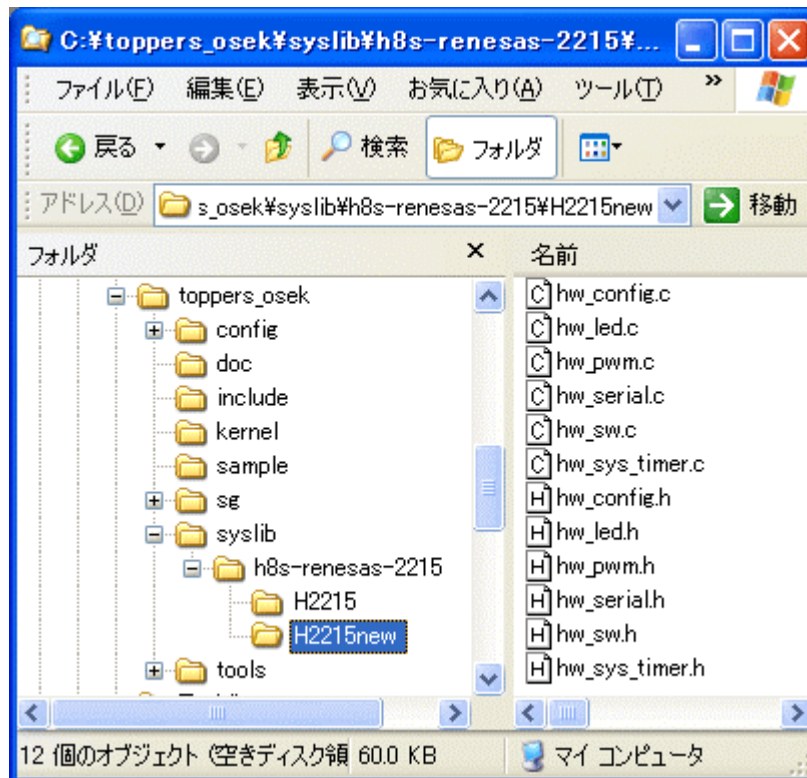 C:¥toppers_osek¥syslib¥h8s-renesas-2215¥...
ファイル(F) 編集(E) 表示(V) お気に入り(A) ツール(T) »
戻る 検索 フォルダ
アドレス(D) s_osek¥syslib¥h8s-renesas-2215¥H2215new 移動
フォルダ × 名前
toppers_osek
config
doc
include
kernel
sample
sg
syslib
h8s-renesas-2215
H2215
H2215new
tools
hw_config.c
hw_led.c
hw_pwm.c
hw_serial.c
hw_sw.c
hw_sys_timer.c
hw_config.h
hw_led.h
hw_pwm.h
hw_serial.h
hw_sw.h
hw_sys_timer.h
12 個のオブジェクト (空きディスク領 60.0 KB マイ コンピュータ